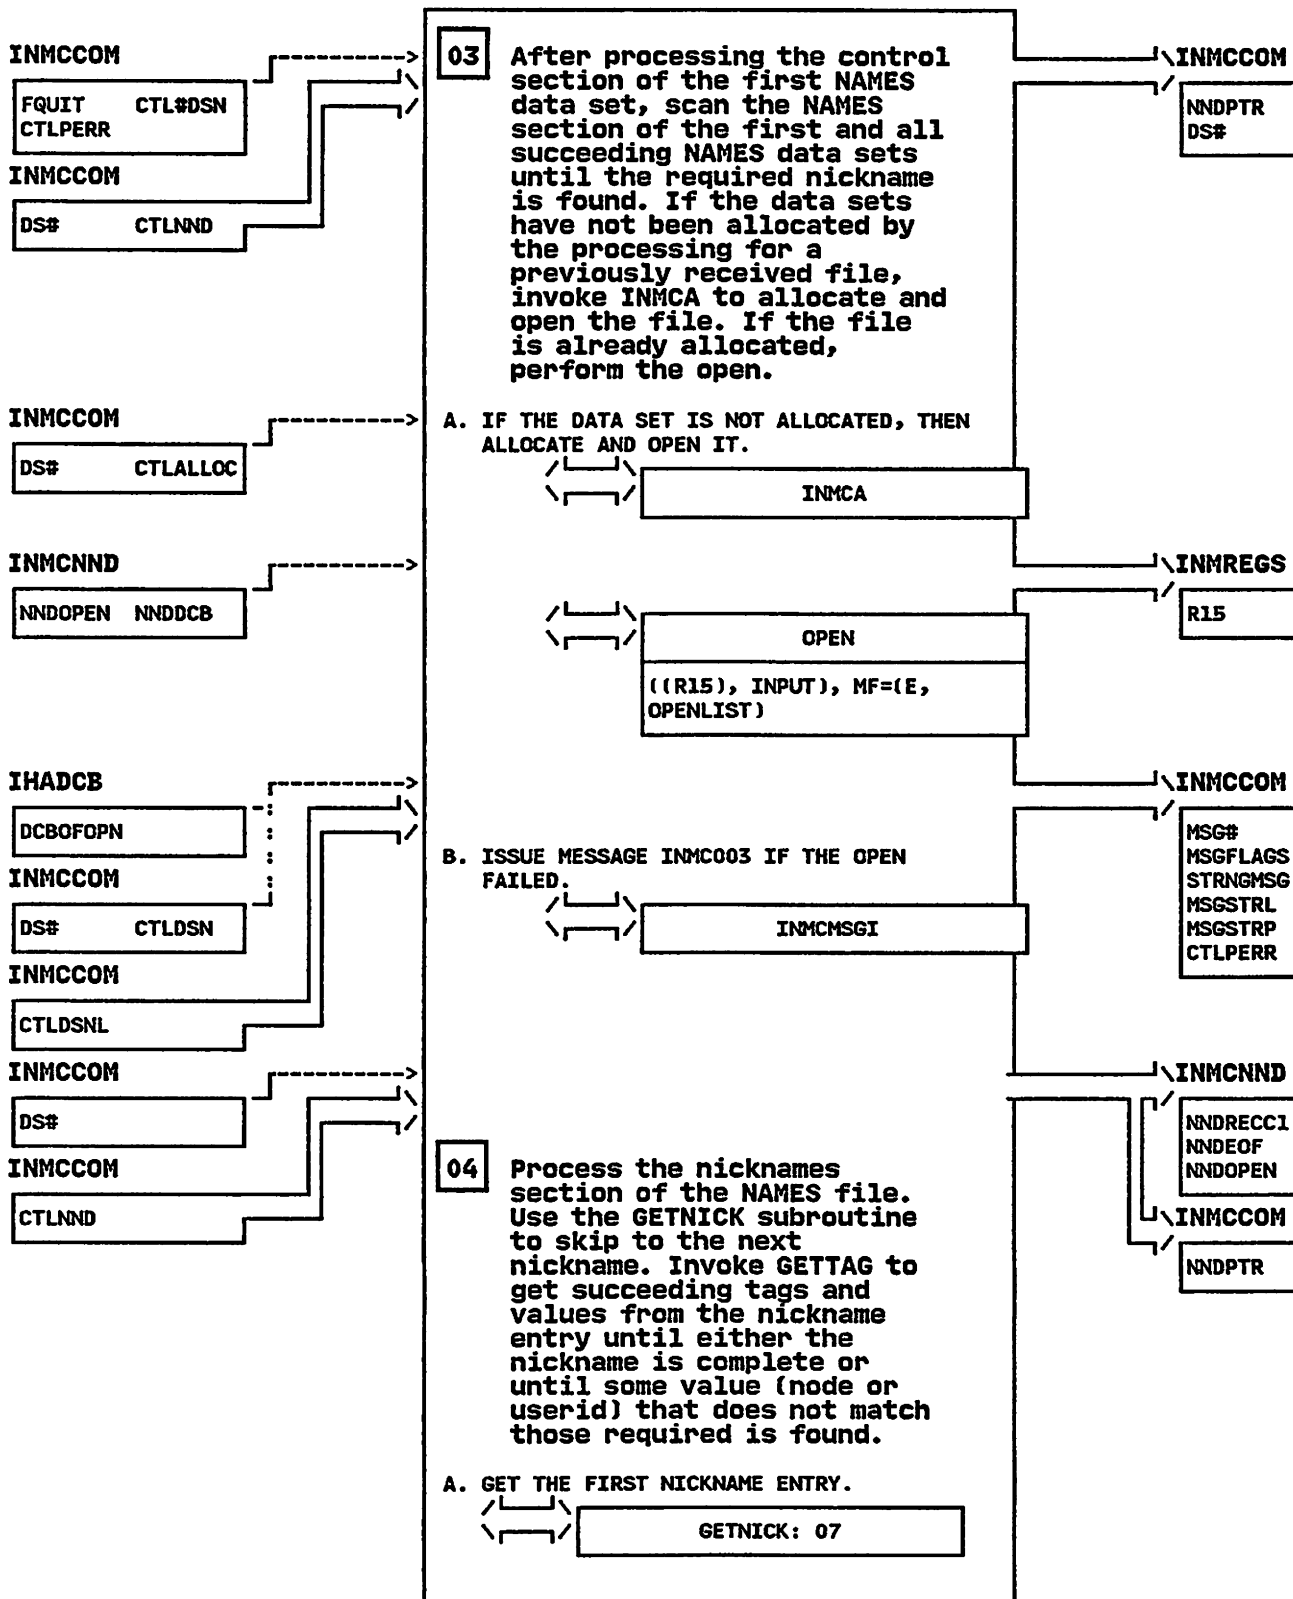 INMCCOM
FQUIT CTL#DSN
CTLPERR
INMCCOM
DS# CTLNND
INMCCOM
DS# CTLALLOC
INMCNND
NNDOPEN NNDDCB
IHADCB
DCBOFOPN
INMCCOM
DS# CTLDSN
INMCCOM
CTLDSNL
INMCCOM
DS#
INMCCOM
CTLNND
03 After processing the control
section of the first NAMES
data set, scan the NAMES
section of the first and all
succeeding NAMES data sets
until the required nickname
is found. If the data sets
have not been allocated by
the processing for a
previously received file,
invoke INMCA to allocate and
open the file. If the file
is already allocated,
perform the open.
A. IF THE DATA SET IS NOT ALLOCATED, THEN
ALLOCATE AND OPEN IT.
INMCA
OPEN
((R15), INPUT), MF=(E,
OPENLIST)
B. ISSUE MESSAGE INMC003 IF THE OPEN
FAILED.
INMCMSGI
04 Process the nicknames
section of the NAMES file.
Use the GETNICK subroutine
to skip to the next
nickname. Invoke GETTAG to
get succeeding tags and
values from the nickname
entry until either the
nickname is complete or
until some value (node or
userid) that does not match
those required is found.
A. GET THE FIRST NICKNAME ENTRY.
GETNICK: 07
INMCCOM
NNDPTR
DS#
INMREGS
R15
INMCCOM
MSG#
MSGFLAGS
STRNGMSG
MSGSTRL
MSGSTRP
CTLPERR
INMCNND
NNDRECC1
NNDEOF
NNDOPEN
INMCCOM
NNDPTR